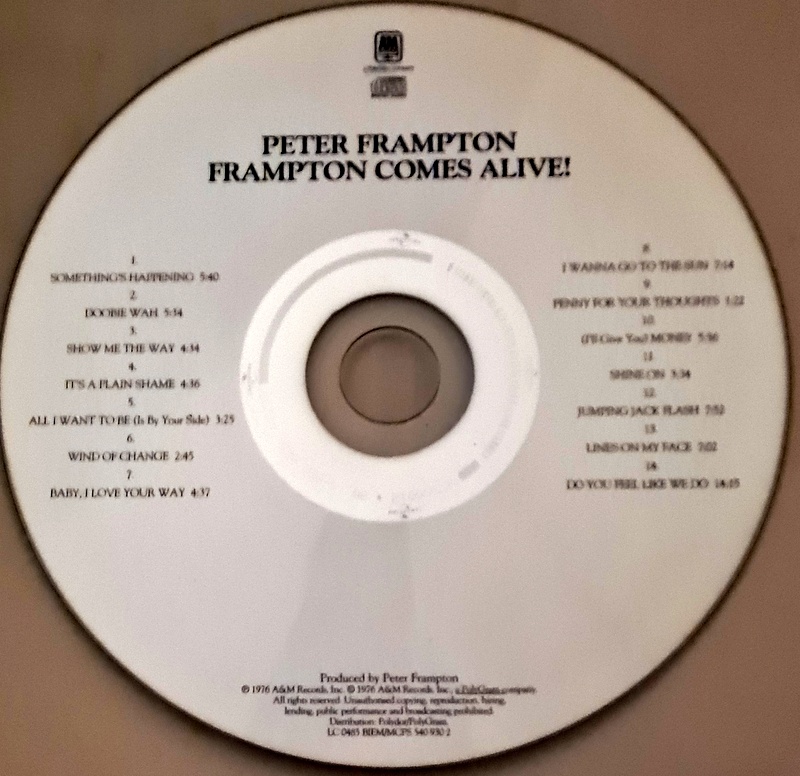 PETER FRAMPTON
FRAMPTON COMES ALIVE!
1.
SOMETHING'S HAPPENING 5:40
2.
DOOBIE WAH 5:34
3.
SHOW ME THE WAY 4:34
4.
IT'S A PLAIN SHAME 4:36
5.
ALL I WANT TO BE (Is By Your Side) 3:25
6.
WIND OF CHANGE 2:45
7.
BABY, I LOVE YOUR WAY 4:37
8.
I WANNA GO TO THE SUN 7:14
9.
PENNY FOR YOUR THOUGHTS 1:22
10.
(I'll Give You) MONEY 5:36
11.
SHINE ON 3:34
12.
JUMPING JACK FLASH 7:52
13.
LINES ON MY FACE 7:02
14.
DO YOU FEEL LIKE WE DO 14:15
Produced by Peter Frampton
℗ 1976 A&M Records, Inc. © 1976 A&M Records, Inc., a PolyGram company.
All rights reserved. Unauthorised copying, reproduction, hiring,
lending, public performance and broadcasting prohibited.
Distribution: Polydor/PolyGram.
LC 0485 BIEM/MCPS 540 930-2